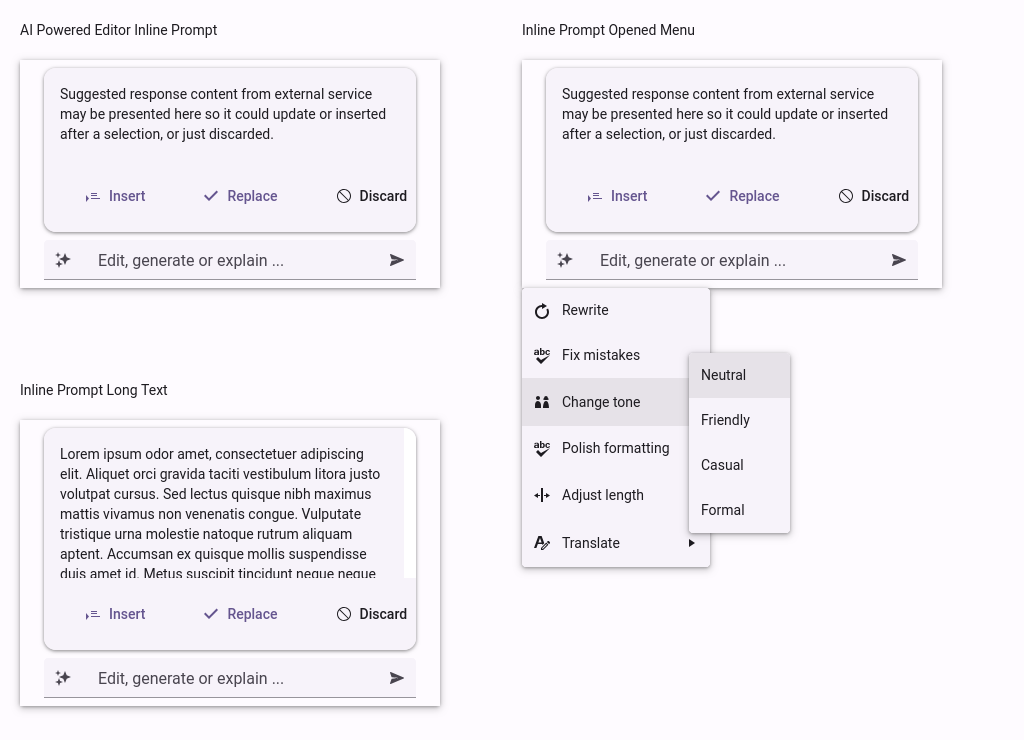 AI Powered Editor Inline Prompt
Suggested response content from external service
may be presented here so it could update or inserted
after a selection, or just discarded.
Insert
Replace
Discard
Edit, generate or explain ...
Inline Prompt Opened Menu
Suggested response content from external service
may be presented here so it could update or inserted
after a selection, or just discarded.
Insert
Replace
Discard
Edit, generate or explain ...
Rewrite
abc Fix mistakes
Change tone
abc Polish formatting
Adjust length
Translate
Neutral
Friendly
Casual
Formal
Inline Prompt Long Text
Lorem ipsum odor amet, consectetuer adipiscing
elit. Aliquet orci gravida taciti vestibulum litora justo
volutpat cursus. Sed lectus quisque nibh maximus
mattis vivamus non venenatis congue. Vulputate
tristique urna molestie natoque rutrum aliquam
aptent. Accumsan ex quisque mollis suspendisse
duis amet id. Metus suscipit tincidunt neque neque
Insert
Replace
Discard
Edit, generate or explain ...